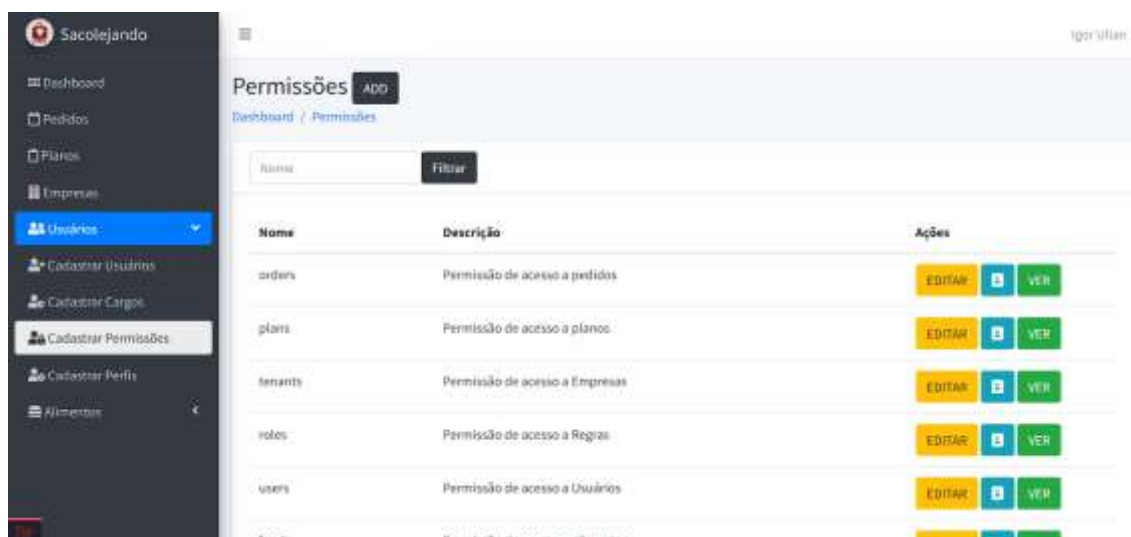 Sacolejando
Igor Ulian
Dashboard
Pedidos
Planos
Empresas
Usuários
Cadastrar Usuários
Cadastrar Cargos
Cadastrar Permissões
Cadastrar Perfis
Alimentos
Permissões ADD
Dashboard / Permissões
Nome Filtrar
Nome Descrição Ações
orders Permissão de acesso a pedidos EDITAR VER
plans Permissão de acesso a planos EDITAR VER
tenants Permissão de acesso a Empresas EDITAR VER
roles Permissão de acesso a Regras EDITAR VER
users Permissão de acesso a Usuários EDITAR VER